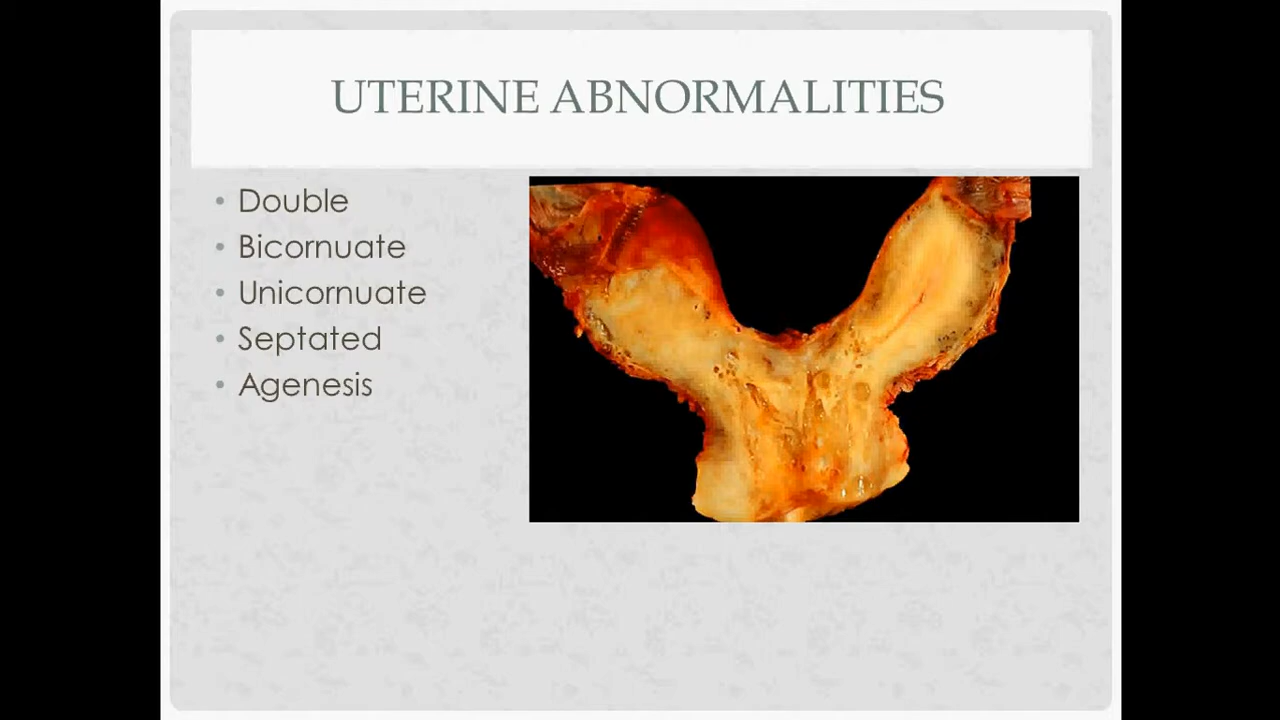 UTERINE ABNORMALITIES
• Double
• Bicornuate
• Unicornuate
• Septated
• Agenesis